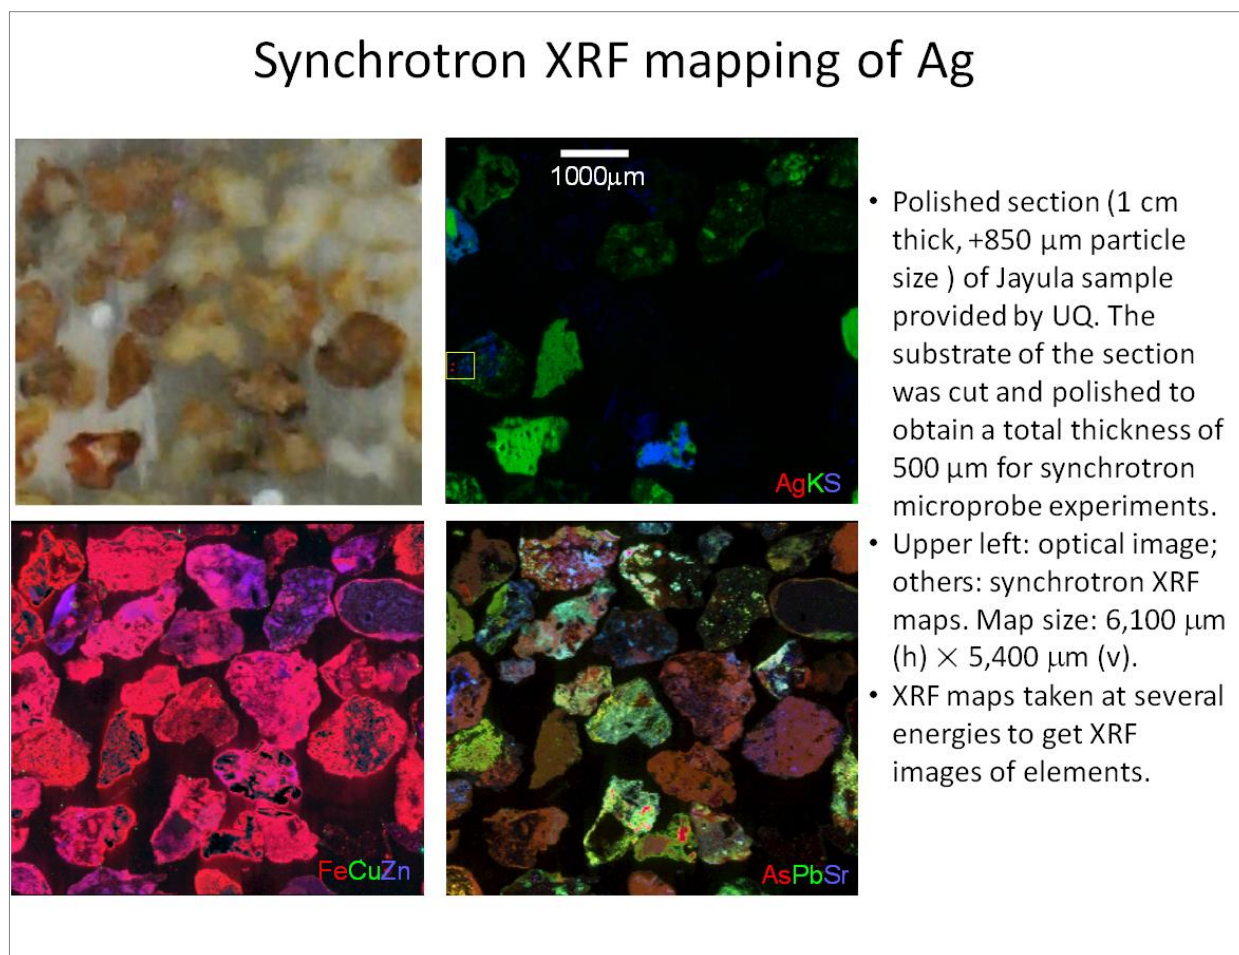 Synchrotron XRF mapping of Ag
1000μm
AgKS
FeCuZn
AsPbSr
• Polished section (1 cm
thick, +850 μm particle
size ) of Jayula sample
provided by UQ. The
substrate of the section
was cut and polished to
obtain a total thickness of
500 μm for synchrotron
microprobe experiments.
• Upper left: optical image;
others: synchrotron XRF
maps. Map size: 6,100 μm
(h) × 5,400 μm (v).
• XRF maps taken at several
energies to get XRF
images of elements.